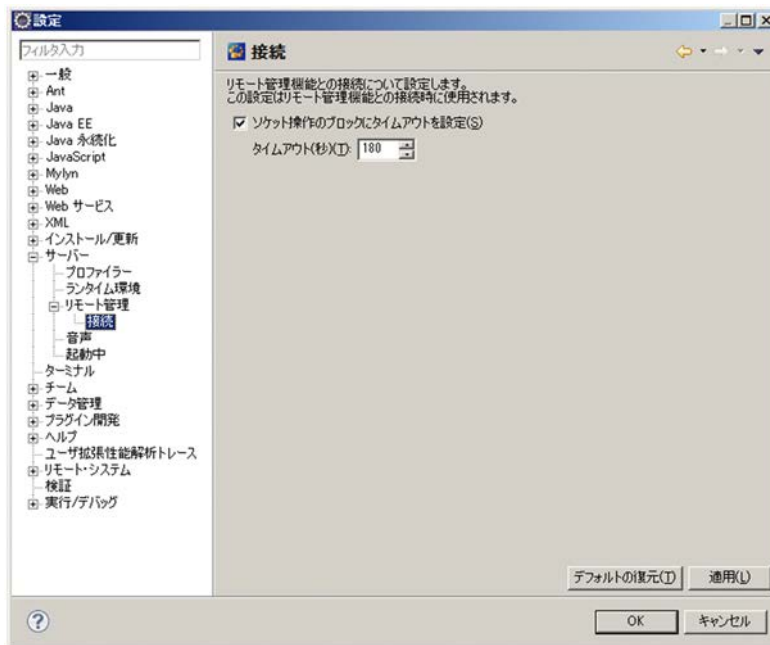 設定
フィルタ入力
一般
Ant
Java
Java EE
Java 永続化
JavaScript
Mylyn
Web
Web サービス
XML
インストール/更新
サーバー
プロファイラー
ランタイム環境
リモート管理
接続
音声
起動中
ターミナル
チーム
データ管理
プラグイン開発
ヘルプ
ユーザ拡張性能解析トレース
リモート・システム
検証
実行/デバッグ
接続
リモート管理機能との接続について設定します。
この設定はリモート管理機能との接続時に使用されます。
ソケット操作のブロックにタイムアウトを設定(S)
タイムアウト(秒)(T): 180
デフォルトの復元(T) 適用(L)
OK キャンセル